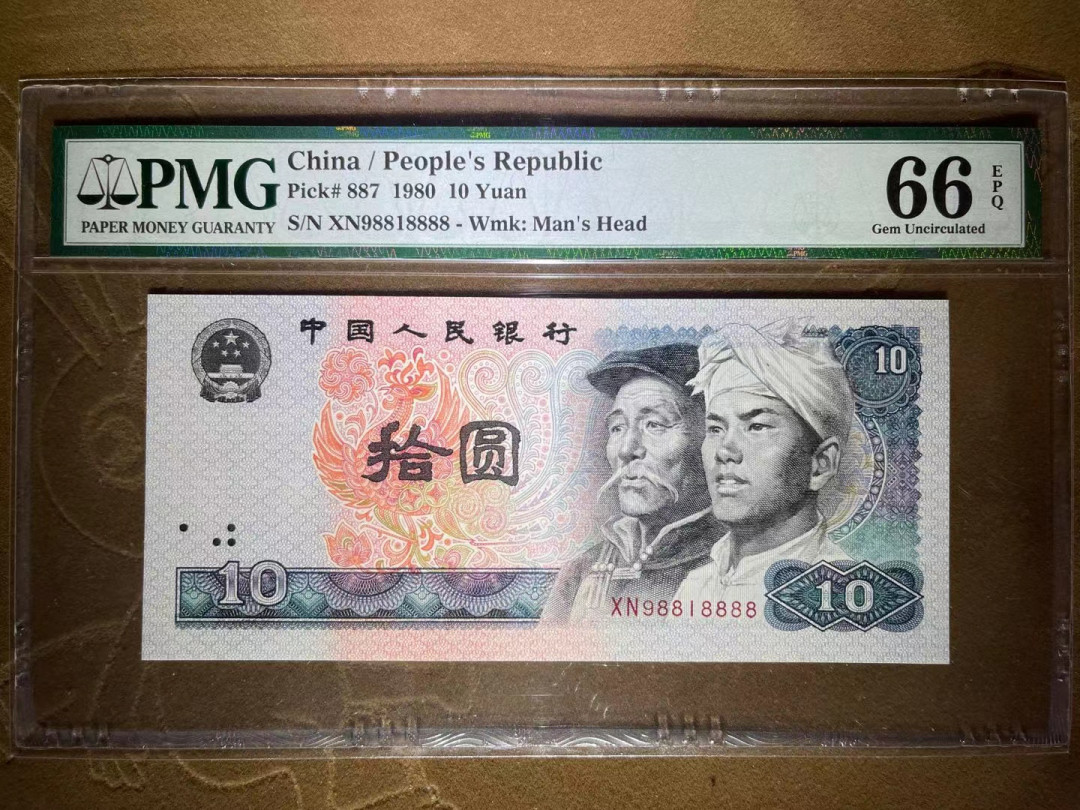 PMG
PAPER MONEY GUARANTY
China / People's Republic
Pick# 887 1980 10 Yuan
S/N XN98818888 - Wmk: Man's Head
66
EPQ
Gem Uncirculated
中国人民银行
10
拾圆
10
XN98818888
10